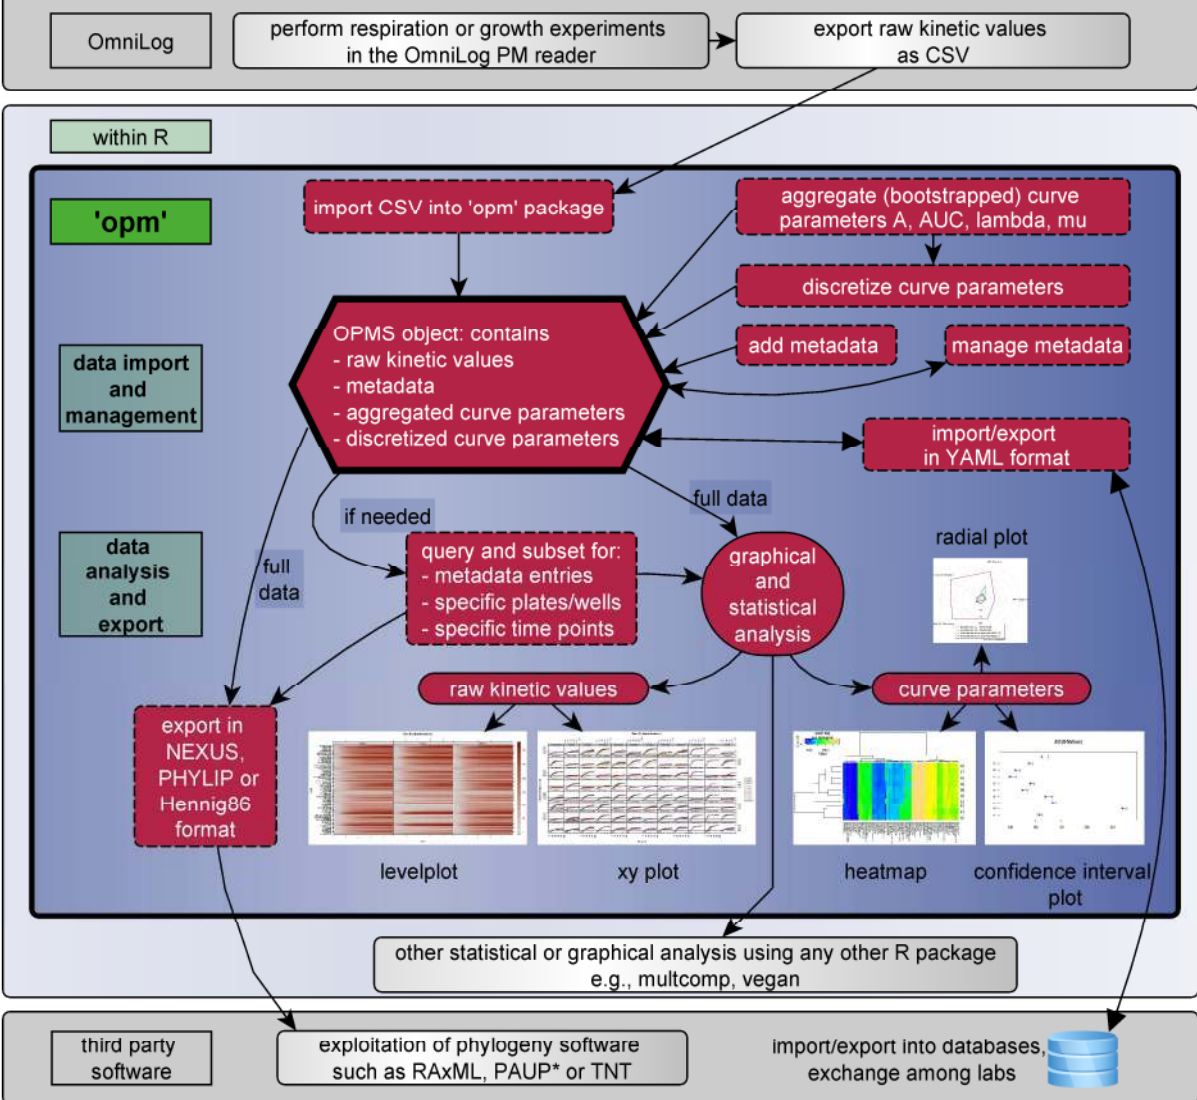 OmniLog
perform respiration or growth experiments
in the OmniLog PM reader
export raw kinetic values
as CSV
within R
'opm'
import CSV into 'opm' package
aggregate (bootstrapped) curve
parameters A, AUC, lambda, mu
discretize curve parameters
add metadata
manage metadata
data import
and
management
OPMS object: contains
- raw kinetic values
- metadata
- aggregated curve parameters
- discretized curve parameters
import/export
in YAML format
full data
if needed
data
analysis
and
export
full
data
query and subset for:
- metadata entries
- specific plates/wells
- specific time points
graphical
and
statistical
analysis
radial plot
raw kinetic values
curve parameters
export in
NEXUS,
PHYLIP or
Hennig86
format
levelplot
xy plot
heatmap
confidence interval
plot
other statistical or graphical analysis using any other R package
e.g., multcomp, vegan
third party
software
exploitation of phylogeny software
such as RAxML, PAUP* or TNT
import/export into databases,
exchange among labs